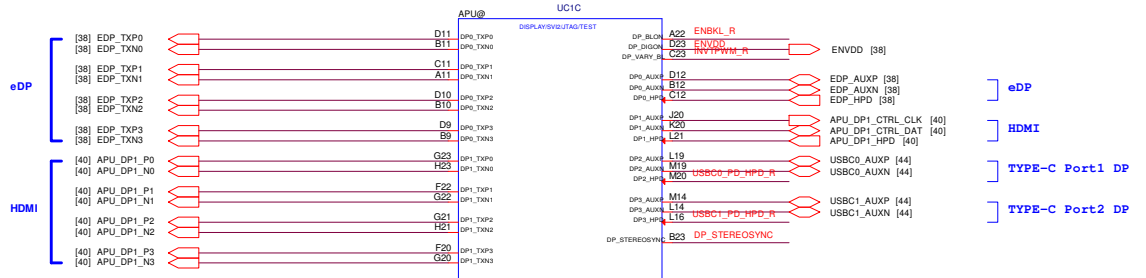 UC1C
APU@
DISPLAY/SVI2/JTAG/TEST
eDP
[38] EDP_TXP0 D11 DP0_TXP0
[38] EDP_TXN0 B11 DP0_TXN0
[38] EDP_TXP1 C11 DP0_TXP1
[38] EDP_TXN1 A11 DP0_TXN1
[38] EDP_TXP2 D10 DP0_TXP2
[38] EDP_TXN2 B10 DP0_TXN2
[38] EDP_TXP3 D9 DP0_TXP3
[38] EDP_TXN3 B9 DP0_TXN3
HDMI
[40] APU_DP1_P0 G23 DP1_TXP0
[40] APU_DP1_N0 H23 DP1_TXN0
[40] APU_DP1_P1 F22 DP1_TXP1
[40] APU_DP1_N1 G22 DP1_TXN1
[40] APU_DP1_P2 G21 DP1_TXP2
[40] APU_DP1_N2 H21 DP1_TXN2
[40] APU_DP1_P3 F20 DP1_TXP3
[40] APU_DP1_N3 G20 DP1_TXN3
DP_BLON A22 ENBKL_R
DP_DIGON D23 ENVDD ENVDD [38]
DP_VARY_BL C23 INVTPWM_R
DP0_AUXP D12 EDP_AUXP [38]
DP0_AUXN B12 EDP_AUXN [38]
DP0_HPD C12 EDP_HPD [38]
eDP
DP1_AUXP J20 APU_DP1_CTRL_CLK [40]
DP1_AUXN K20 APU_DP1_CTRL_DAT [40]
DP1_HPD L21 APU_DP1_HPD [40]
HDMI
DP2_AUXP L19 USBC0_AUXP [44]
DP2_AUXN M19 USBC0_AUXN [44]
DP2_HPD M20 USBC0_PD_HPD_R
TYPE-C Port1 DP
DP3_AUXP M14 USBC1_AUXP [44]
DP3_AUXN L14 USBC1_AUXN [44]
DP3_HPD L16 USBC1_PD_HPD_R
TYPE-C Port2 DP
DP_STEREOSYNC B23 DP_STEREOSYNC